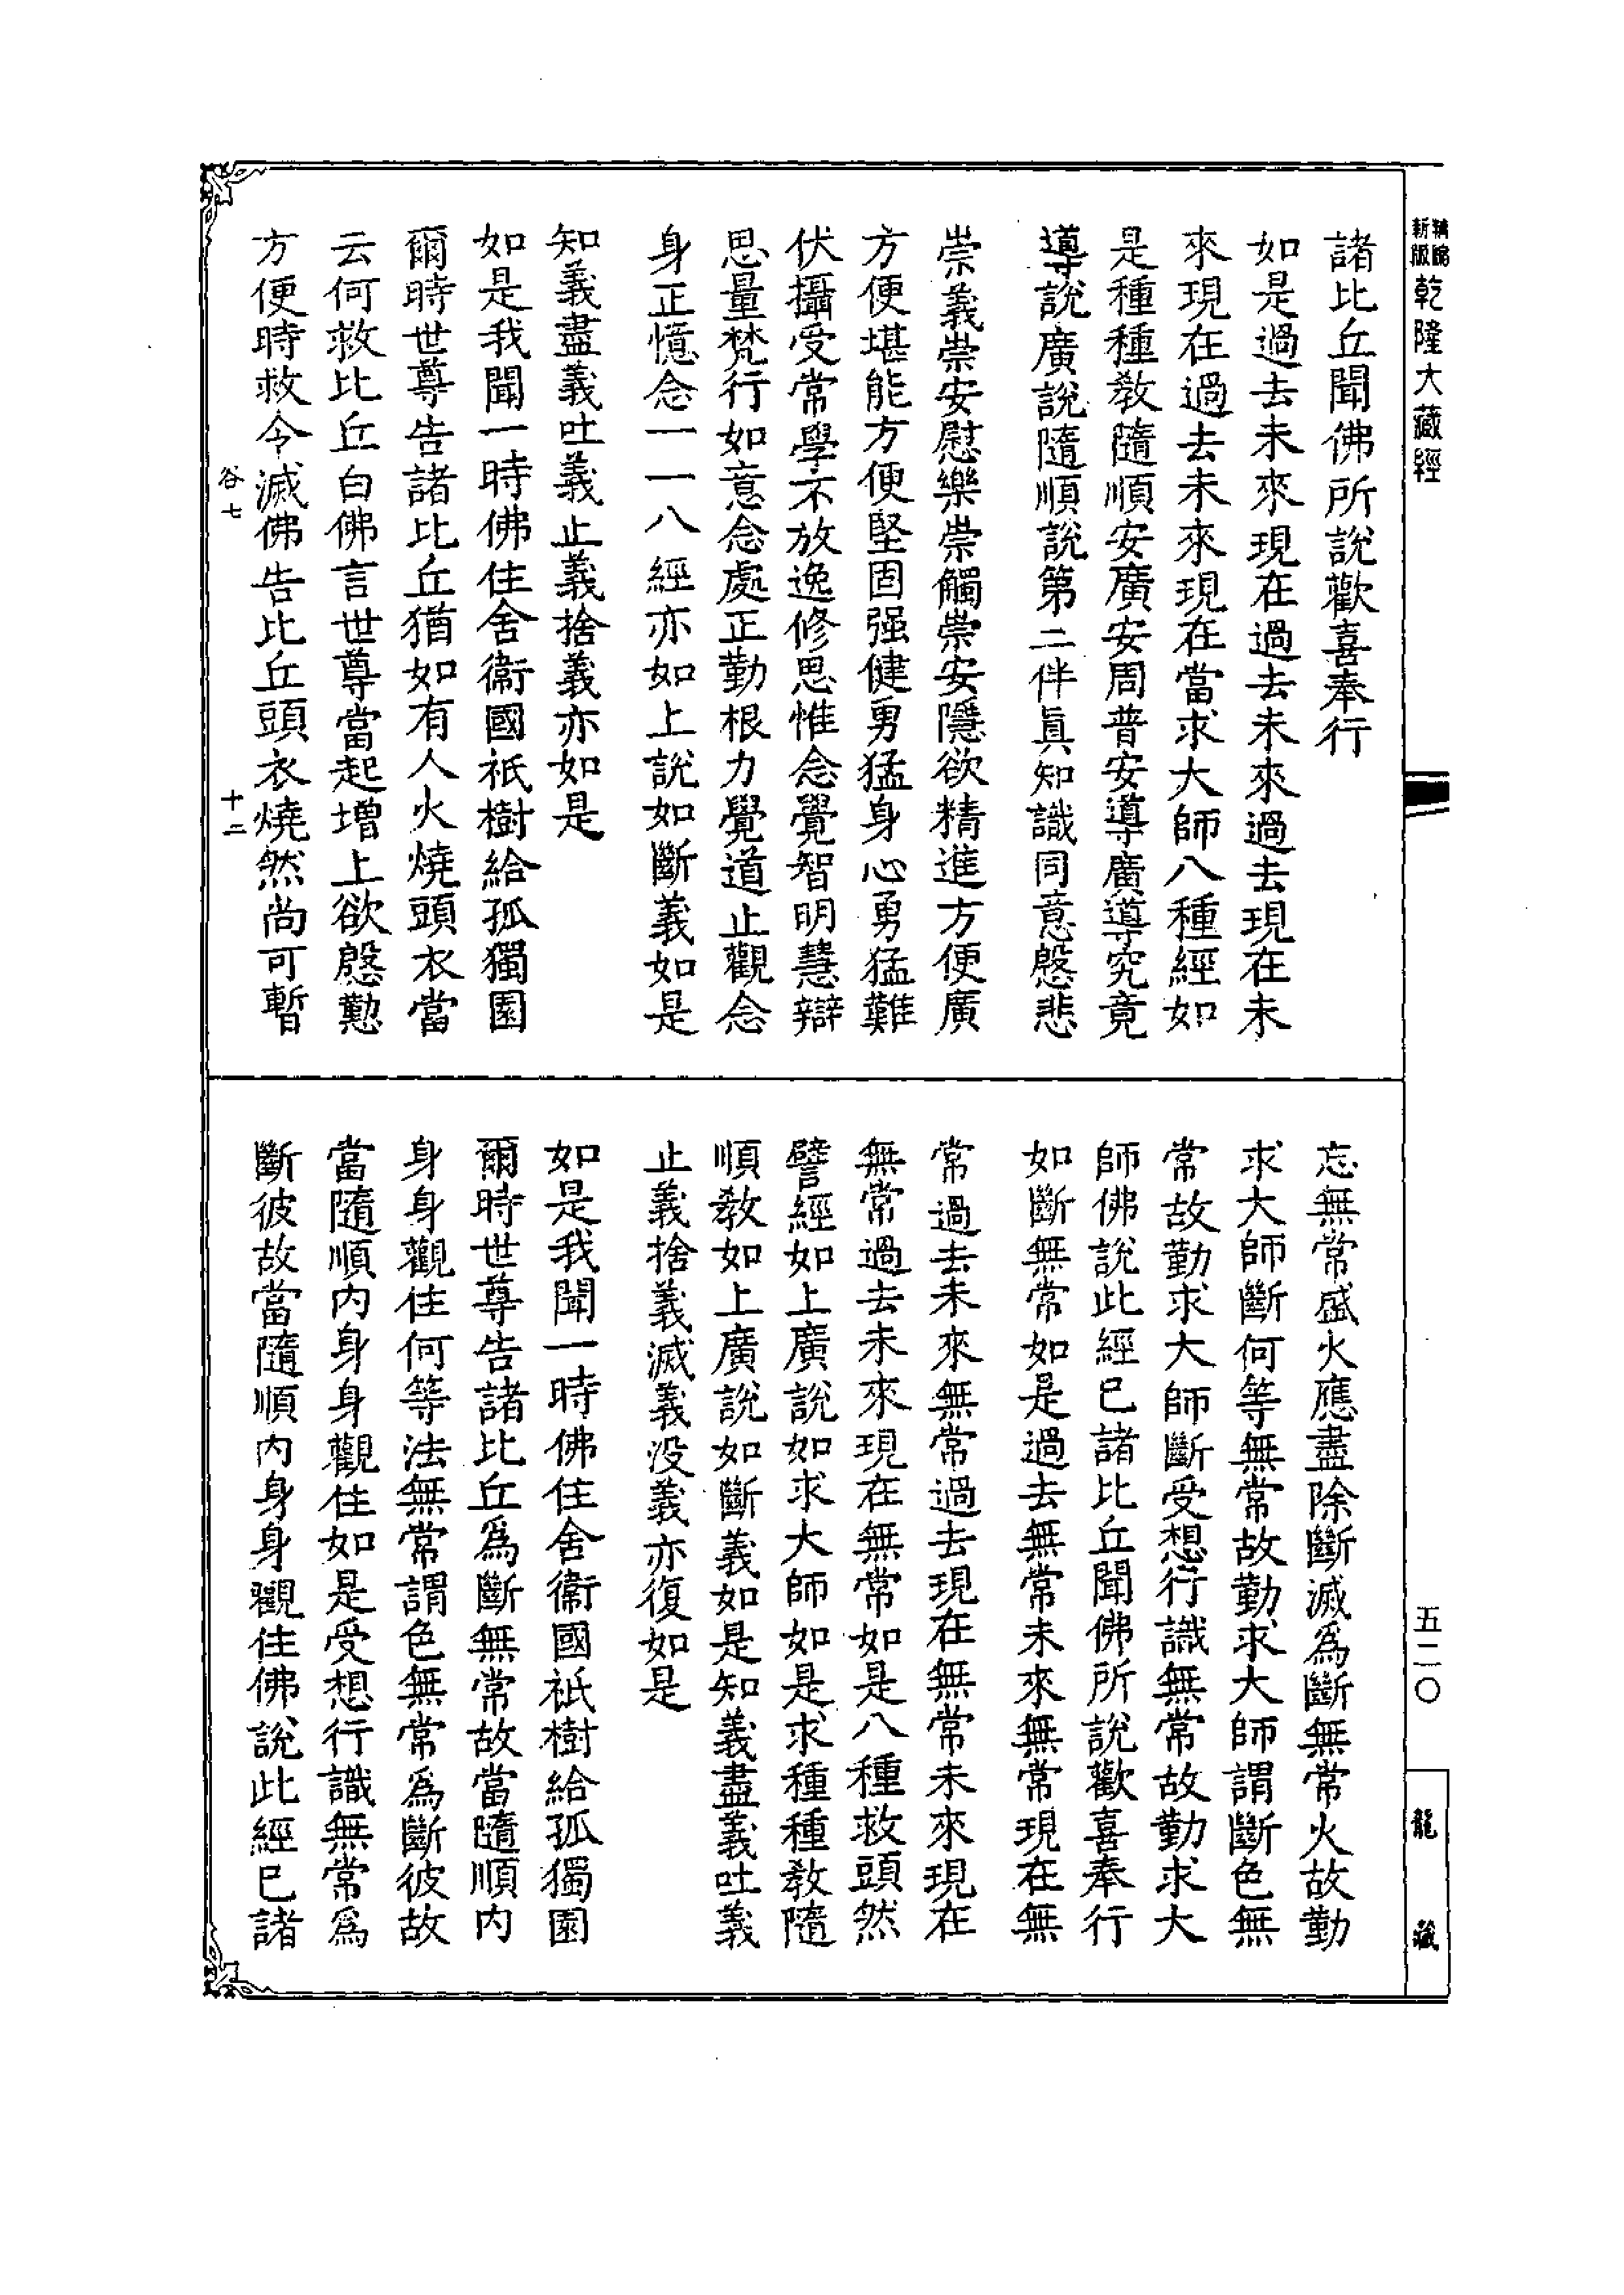 精縮
新版
乾隆大藏經
諸比丘聞佛所說歡喜奉行
如是過去未來現在過去未來過去現在未
來現在過去未來現在當求大師八種經如
是種種教隨順安廣安周普安導廣導究竟
導說廣說隨順說第二伴真知識同意慇悲
崇義崇安慰樂崇觸崇安隱欲精進方便廣
方便堪能方便堅固强健勇猛身心勇猛難
伏攝受常學不放逸修思惟念覺智明慧辯
思量梵行如意念處正勤根力覺道止觀念
身正憶念一一八經亦如上說如斷義如是
知義盡義吐義止義捨義亦如是
如是我聞一時佛住舍衞國祇樹給孤獨園
爾時世尊告諸比丘猶如有人火燒頭衣當
云何救比丘白佛言世尊當起增上欲慇懃
方便時救令滅佛告比丘頭衣燒然尚可暫
谷七
十二
忘無常盛火應盡除斷滅爲斷無常火故勤
求大師斷何等無常故勤求大師謂斷色無
常故勤求大師斷受想行識無常故勤求大
師佛說此經已諸比丘聞佛所說歡喜奉行
如斷無常如是過去無常未來無常現在無
常過去未來無常過去現在無常未來現在
無常過去未來現在無常如是八種救頭然
譬經如上廣說如求大師如是求種種教隨
順教如上廣說如斷義如是知義盡義吐義
止義捨義滅義没義亦復如是
如是我聞一時佛住舍衞國祇樹給孤獨園
爾時世尊告諸比丘爲斷無常故當隨順内
身身觀住何等法無常謂色無常爲斷彼故
當隨順内身身觀住如是受想行識無常爲
斷彼故當隨順内身身觀住佛說此經已諸
五二〇
龍藏